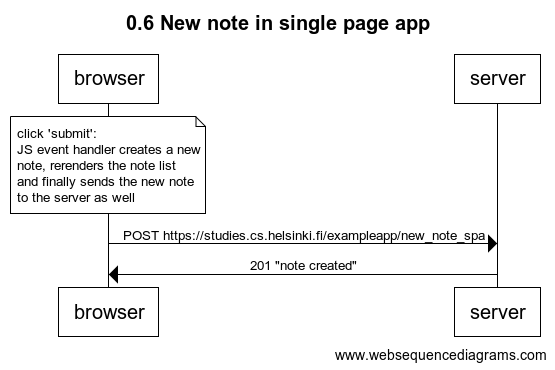 0.6 New note in single page app
browser
server
click 'submit':
JS event handler creates a new
note, rerenders the note list
and finally sends the new note
to the server as well
POST https://studies.cs.helsinki.fi/exampleapp/new_note_spa
201 "note created"
browser
server
www.websequencediagrams.com